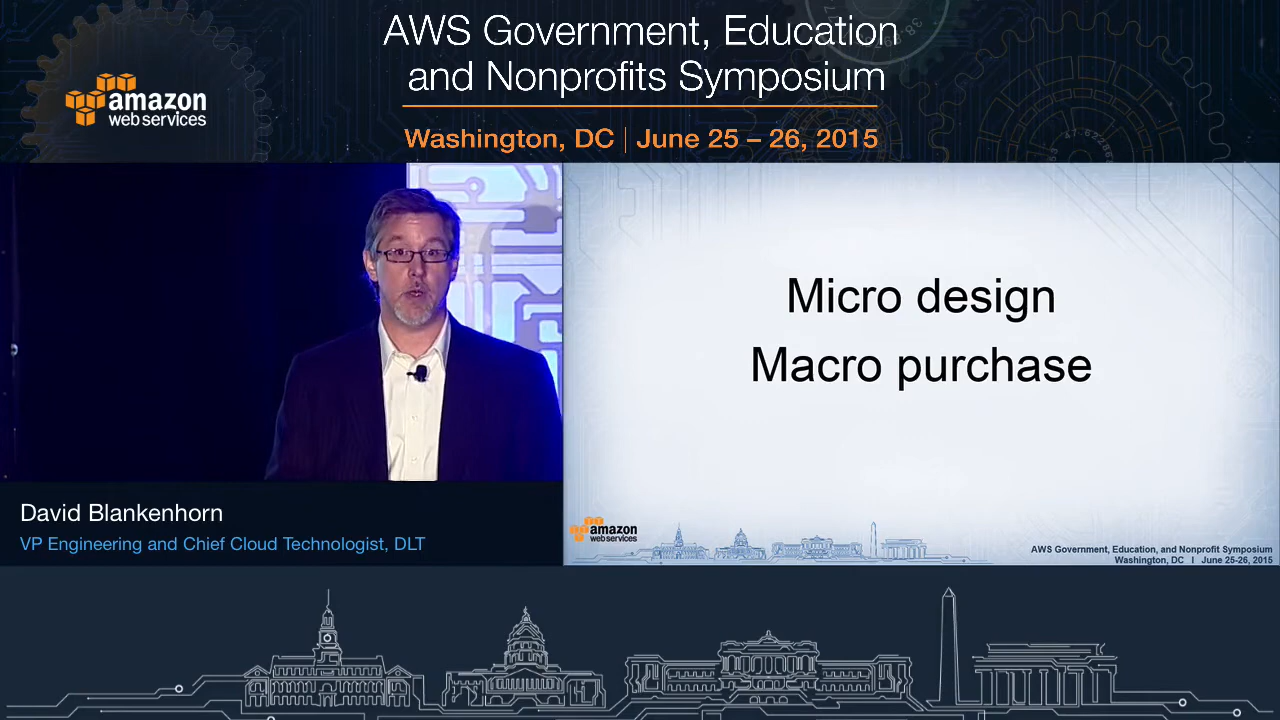 AWS Government, Education
and Nonprofits Symposium
Washington, DC | June 25 – 26, 2015
amazon
web services
Micro design
Macro purchase
David Blankenhorn
VP Engineering and Chief Cloud Technologist, DLT
amazon
web services
AWS Government, Education, and Nonprofit Symposium
Washington, DC I June 25-26, 2015